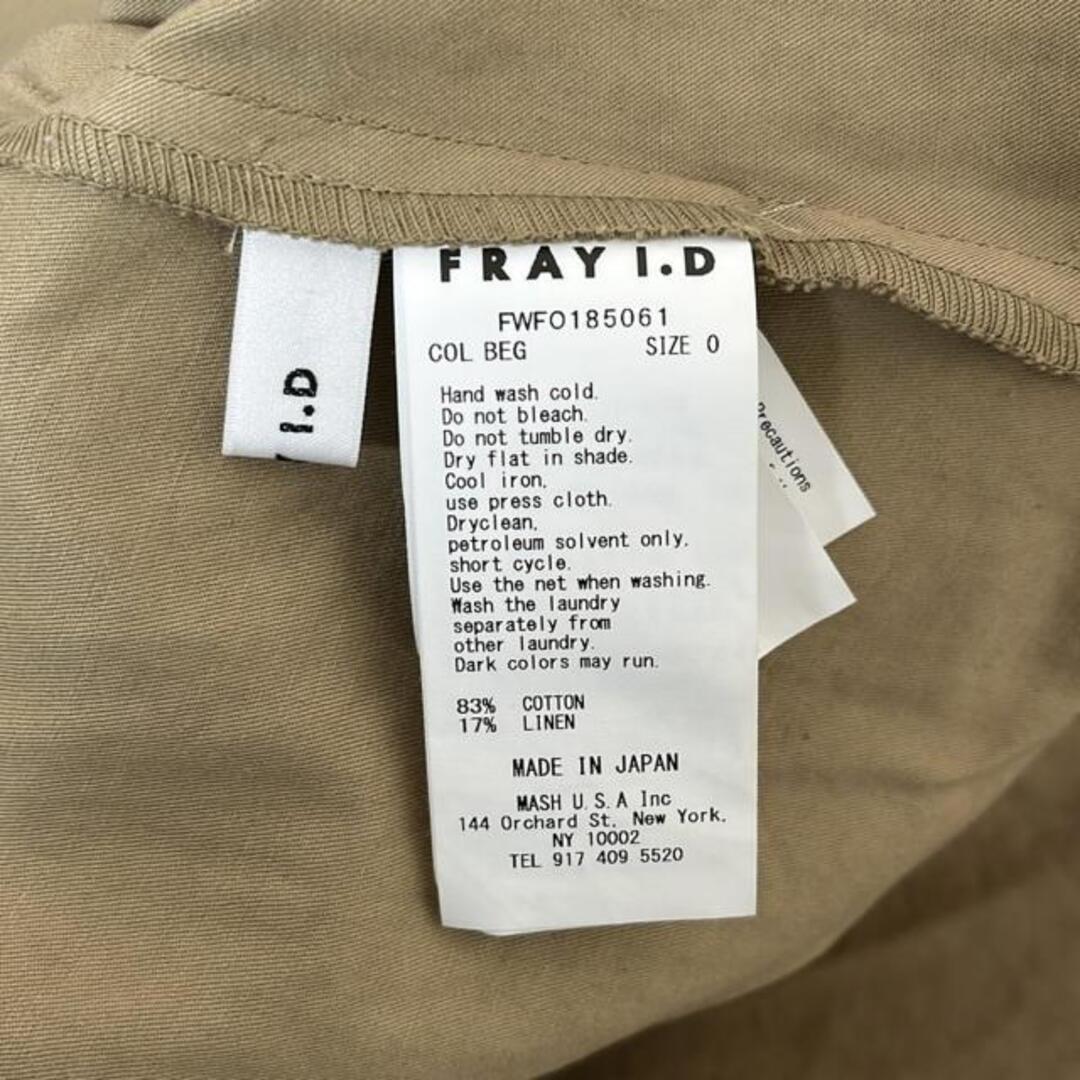 FRAY I.D
FWFO185061
COL BEG SIZE 0
Hand wash cold.
Do not bleach.
Do not tumble dry.
Dry flat in shade.
Cool iron,
use press cloth.
Dryclean,
petroleum solvent only,
short cycle.
Use the net when washing.
Wash the laundry
separately from
other laundry.
Dark colors may run.
83% COTTON
17% LINEN
MADE IN JAPAN
MASH U.S.A Inc
144 Orchard St. New York.
NY 10002
TEL 917 409 5520
I.D
Precautions